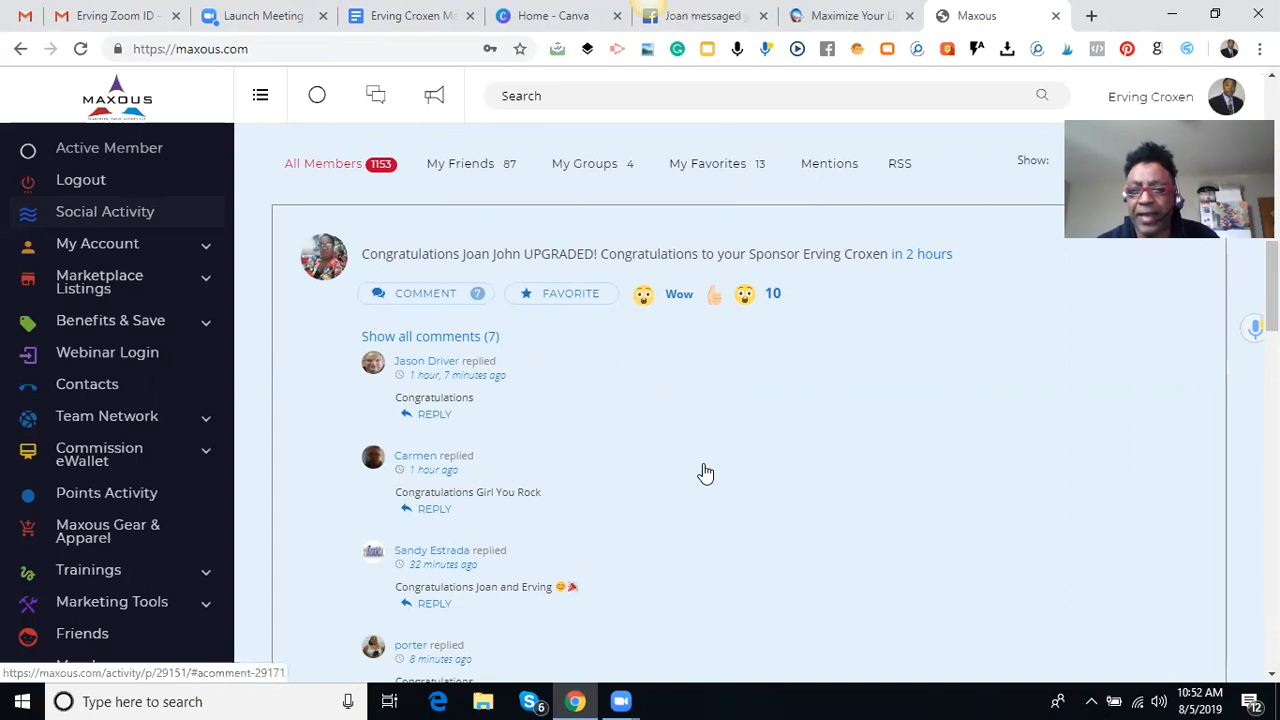 Erving Zoom ID -
Launch Meeting
Erving Croxen Me
Home - Canva
Joan messaged
Maximize Your Li
Maxous
https://maxous.com
MAXOUS
Search
Erving Croxen
Active Member
Logout
Social Activity
My Account
Marketplace
Listings
Benefits & Save
Webinar Login
Contacts
Team Network
Commission
eWallet
Points Activity
Maxous Gear &
Apparel
Trainings
Marketing Tools
Friends
All Members 1153
My Friends 87
My Groups 4
My Favorites 13
Mentions
RSS
Show:
Congratulations Joan John UPGRADED! Congratulations to your Sponsor Erving Croxen in 2 hours
COMMENT 7
FAVORITE
Wow
10
Show all comments (7)
Jason Driver replied
1 hour, 7 minutes ago
Congratulations
REPLY
Carmen replied
1 hour ago
Congratulations Girl You Rock
REPLY
Sandy Estrada replied
32 minutes ago
Congratulations Joan and Erving 😊🎉
REPLY
porter replied
8 minutes ago
Congratulations
https://maxous.com/activity/p/29151/#acomment-29171
Type here to search
6
10:52 AM
8/5/2019
12